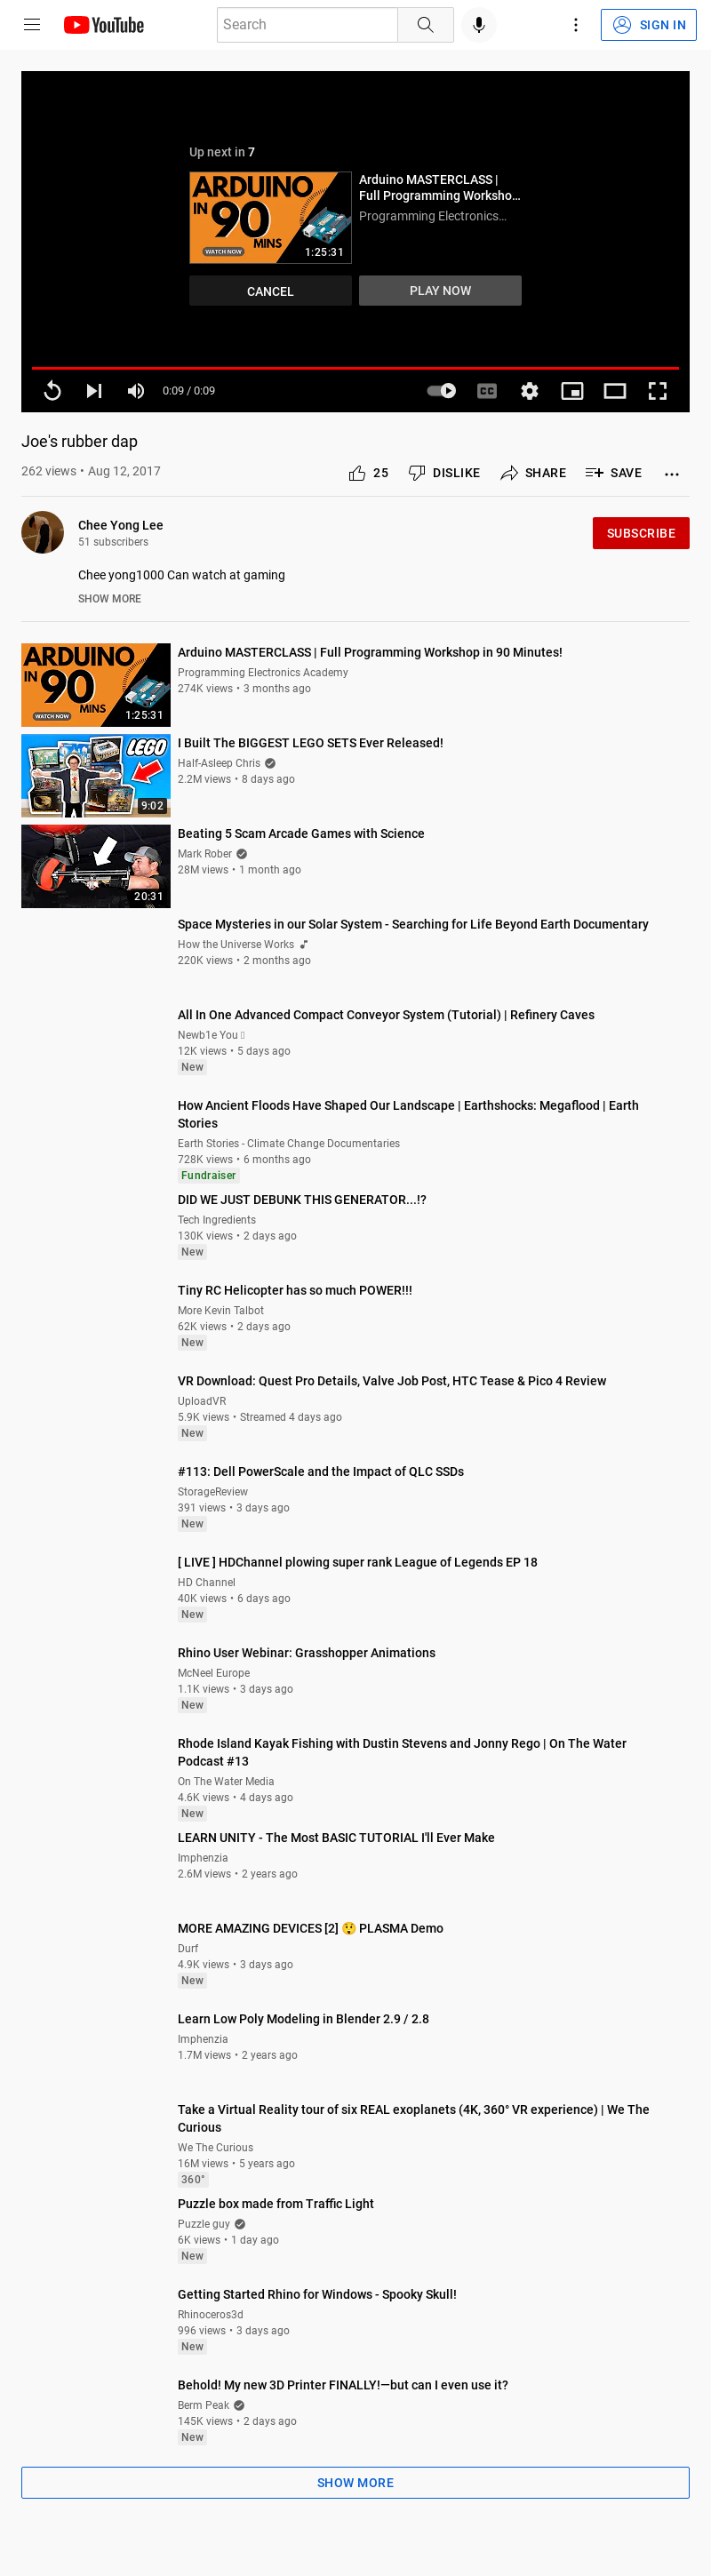 YouTube
Search
SIGN IN
Up next in 7
ARDUINO
IN 90
MINS
WATCH NOW
1:25:31
Arduino MASTERCLASS |
Full Programming Worksho...
Programming Electronics...
CANCEL
PLAY NOW
0:09 / 0:09
CC
Joe's rubber dap
262 views • Aug 12, 2017
25
DISLIKE
SHARE
SAVE
Chee Yong Lee
51 subscribers
SUBSCRIBE
Chee yong1000 Can watch at gaming
SHOW MORE
ARDUINO
IN 90
MINS
WATCH NOW
1:25:31
Arduino MASTERCLASS | Full Programming Workshop in 90 Minutes!
Programming Electronics Academy
274K views • 3 months ago
LEGO
9:02
I Built The BIGGEST LEGO SETS Ever Released!
Half-Asleep Chris
2.2M views • 8 days ago
20:31
Beating 5 Scam Arcade Games with Science
Mark Rober
28M views • 1 month ago
Space Mysteries in our Solar System - Searching for Life Beyond Earth Documentary
How the Universe Works
220K views • 2 months ago
All In One Advanced Compact Conveyor System (Tutorial) | Refinery Caves
Newb1e You
12K views • 5 days ago
New
How Ancient Floods Have Shaped Our Landscape | Earthshocks: Megaflood | Earth
Stories
Earth Stories - Climate Change Documentaries
728K views • 6 months ago
Fundraiser
DID WE JUST DEBUNK THIS GENERATOR...!?
Tech Ingredients
130K views • 2 days ago
New
Tiny RC Helicopter has so much POWER!!!
More Kevin Talbot
62K views • 2 days ago
New
VR Download: Quest Pro Details, Valve Job Post, HTC Tease & Pico 4 Review
UploadVR
5.9K views • Streamed 4 days ago
New
#113: Dell PowerScale and the Impact of QLC SSDs
StorageReview
391 views • 3 days ago
New
[ LIVE ] HDChannel plowing super rank League of Legends EP 18
HD Channel
40K views • 6 days ago
New
Rhino User Webinar: Grasshopper Animations
McNeel Europe
1.1K views • 3 days ago
New
Rhode Island Kayak Fishing with Dustin Stevens and Jonny Rego | On The Water
Podcast #13
On The Water Media
4.6K views • 4 days ago
New
LEARN UNITY - The Most BASIC TUTORIAL I'll Ever Make
Imphenzia
2.6M views • 2 years ago
MORE AMAZING DEVICES [2] 😲 PLASMA Demo
Durf
4.9K views • 3 days ago
New
Learn Low Poly Modeling in Blender 2.9 / 2.8
Imphenzia
1.7M views • 2 years ago
Take a Virtual Reality tour of six REAL exoplanets (4K, 360° VR experience) | We The
Curious
We The Curious
16M views • 5 years ago
360°
Puzzle box made from Traffic Light
Puzzle guy
6K views • 1 day ago
New
Getting Started Rhino for Windows - Spooky Skull!
Rhinoceros3d
996 views • 3 days ago
New
Behold! My new 3D Printer FINALLY!—but can I even use it?
Berm Peak
145K views • 2 days ago
New
SHOW MORE